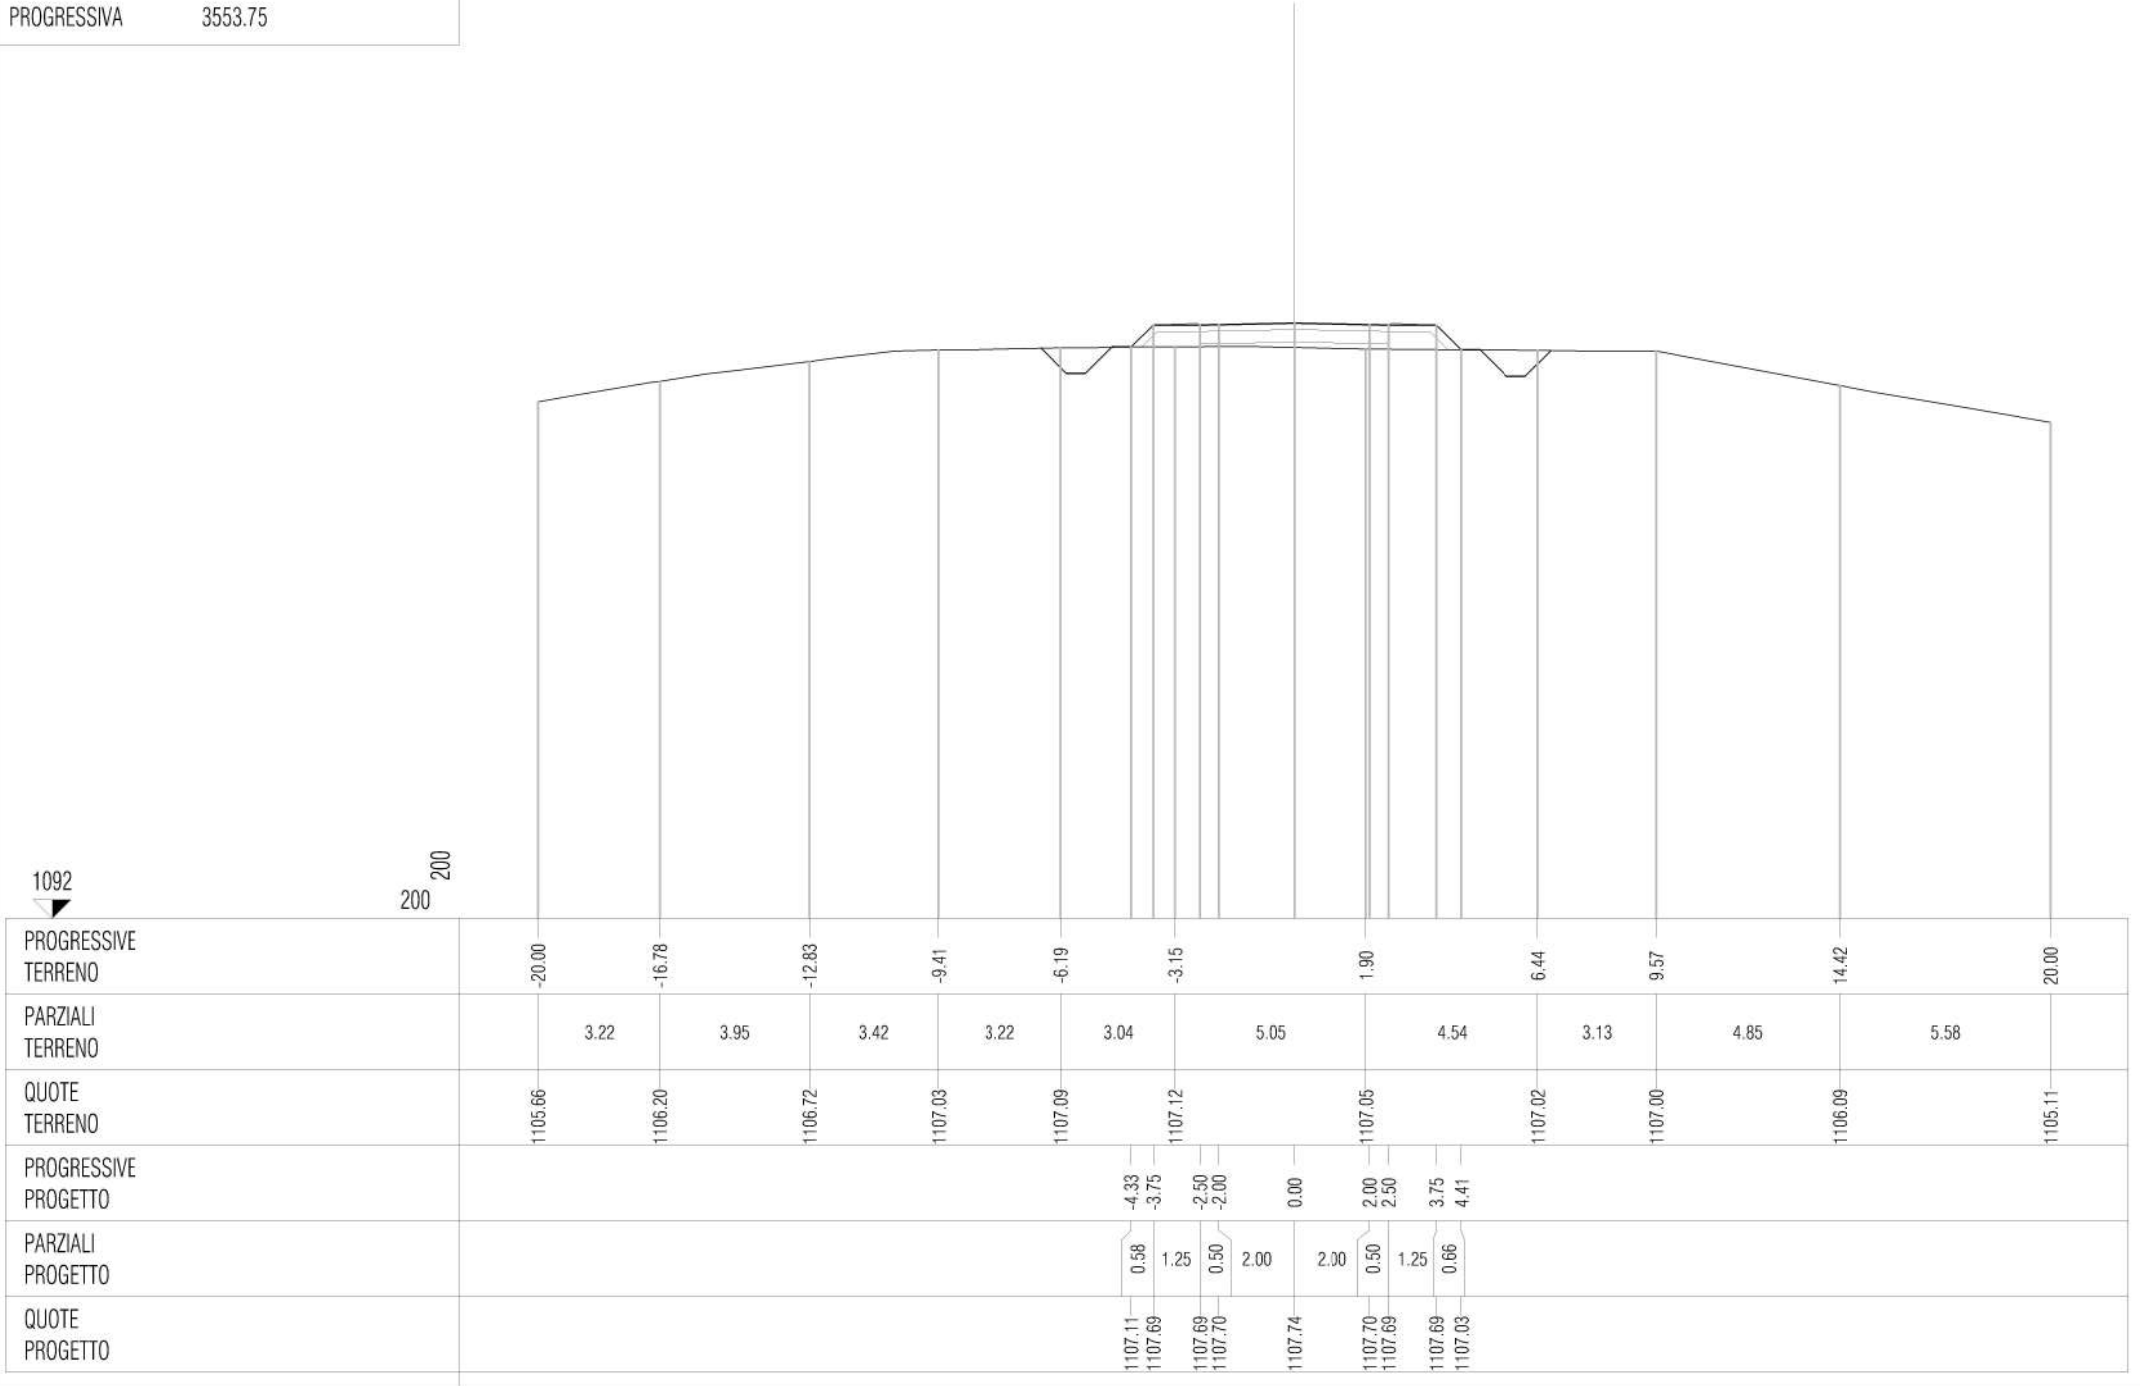 PROGRESSIVA 3553.75
200
1092
200
PROGRESSIVE
TERRENO
-20.00 -16.78 -12.83 -9.41 -6.19 -3.15 1.90 6.44 9.57 14.42 20.00
PARZIALI
TERRENO
3.22 3.95 3.42 3.22 3.04 5.05 4.54 3.13 4.85 5.58
QUOTE
TERRENO
1105.66 1106.20 1106.72 1107.03 1107.09 1107.12 1107.05 1107.02 1107.00 1106.09 1105.11
PROGRESSIVE
PROGETTO
-4.33 -3.75 -2.50 -2.00 0.00 2.00 2.50 3.75 4.41
PARZIALI
PROGETTO
0.58 1.25 0.50 2.00 2.00 0.50 1.25 0.66
QUOTE
PROGETTO
1107.11 1107.69 1107.69 1107.70 1107.74 1107.70 1107.69 1107.69 1107.03